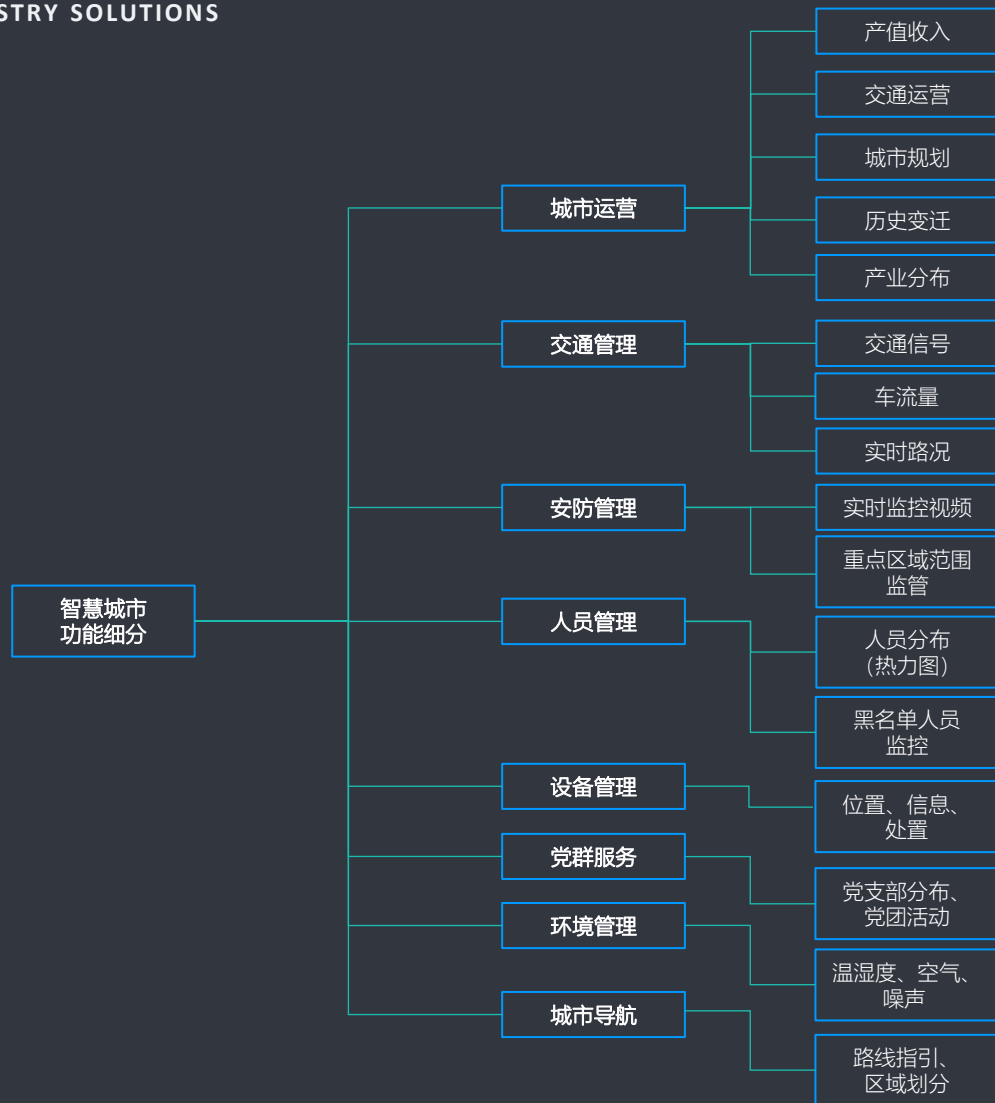 STRY SOLUTIONS
智慧城市
功能细分
城市运营
产值收入
交通运营
城市规划
历史变迁
产业分布
交通管理
交通信号
车流量
实时路况
安防管理
实时监控视频
重点区域范围
监管
人员管理
人员分布
(热力图)
黑名单人员
监控
设备管理
位置、信息、
处置
党群服务
党支部分布、
党团活动
环境管理
温湿度、空气、
噪声
城市导航
路线指引、
区域划分